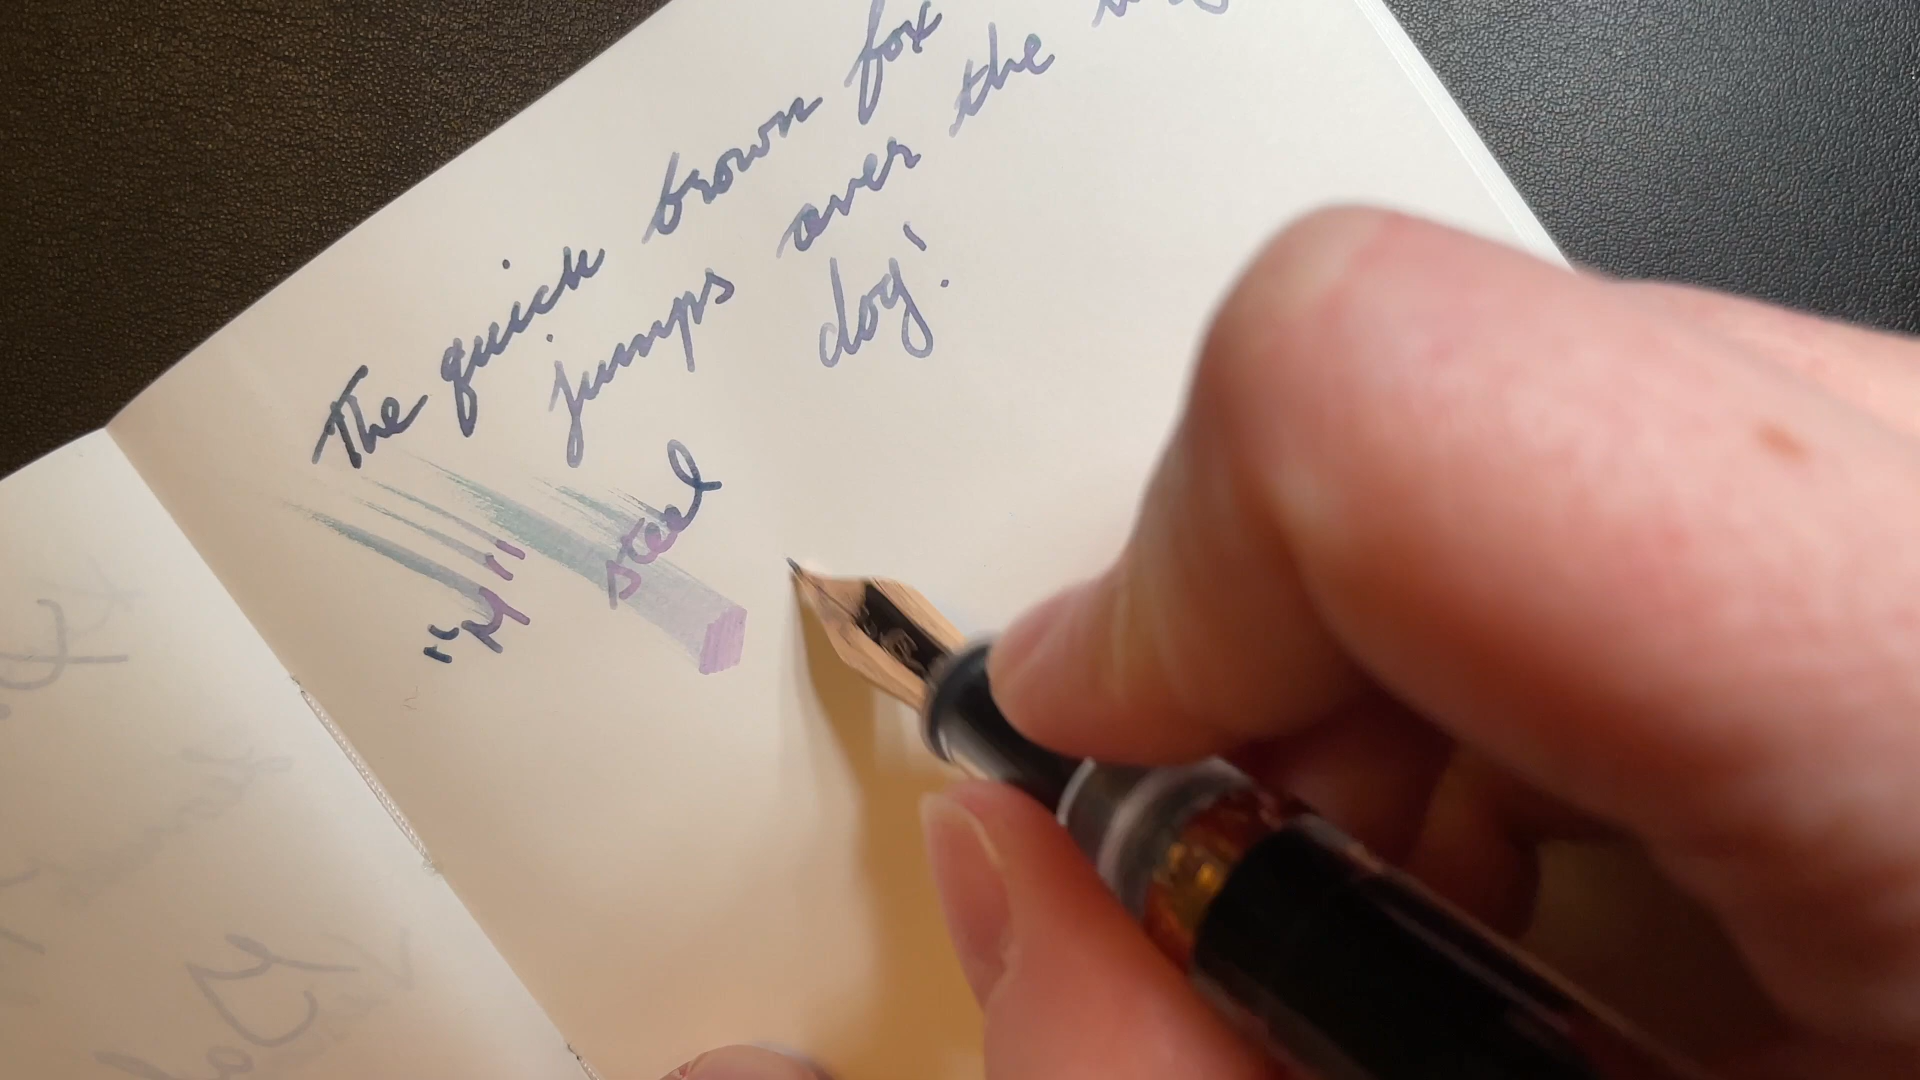 The quick brown fox
jumps over the
dog!
"M" steel